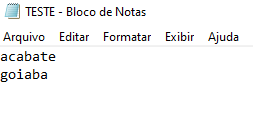 TESTE - Bloco de Notas
Arquivo Editar Formatar Exibir Ajuda
acabate
goiaba